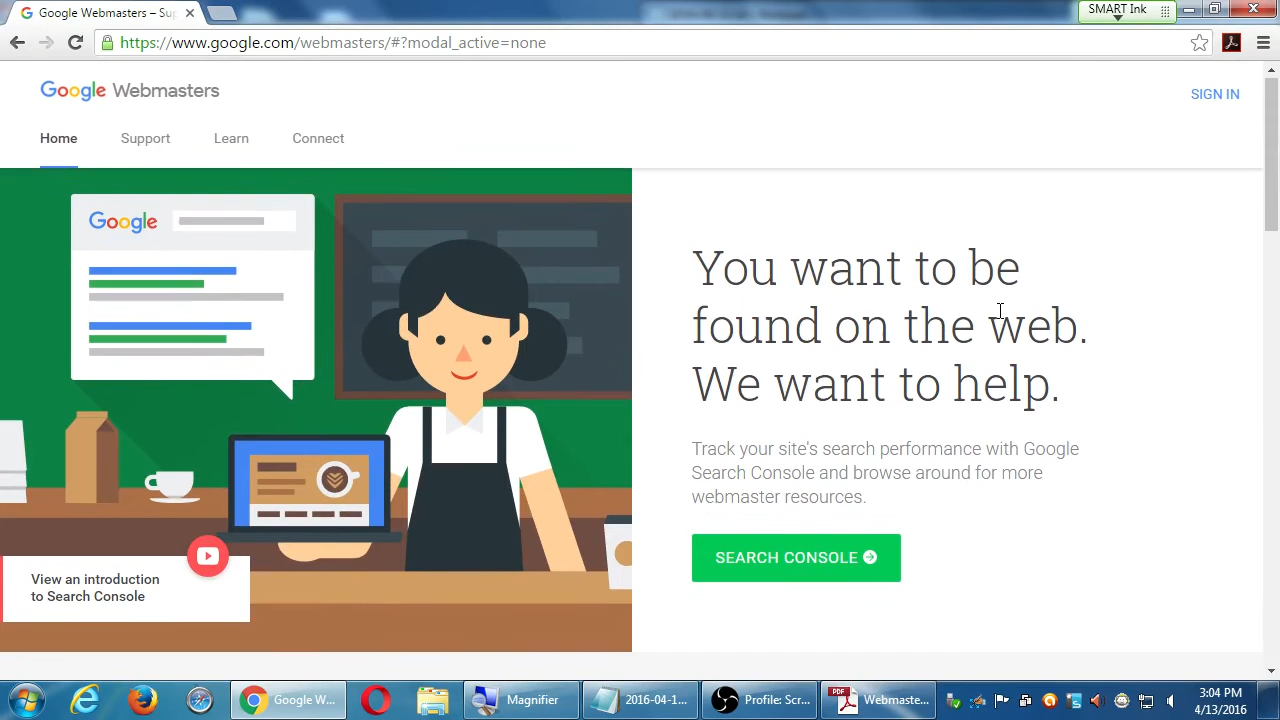 Google Webmasters – Sup
SMART Ink
https://www.google.com/webmasters/#?modal_active=none
Google Webmasters
SIGN IN
Home
Support
Learn
Connect
Google
You want to be
found on the web.
We want to help.
Track your site's search performance with Google
Search Console and browse around for more
webmaster resources.
SEARCH CONSOLE
View an introduction
to Search Console
Google W...
Magnifier
2016-04-1...
Profile: Scr...
PDF
Webmaste...
3:04 PM
4/13/2016